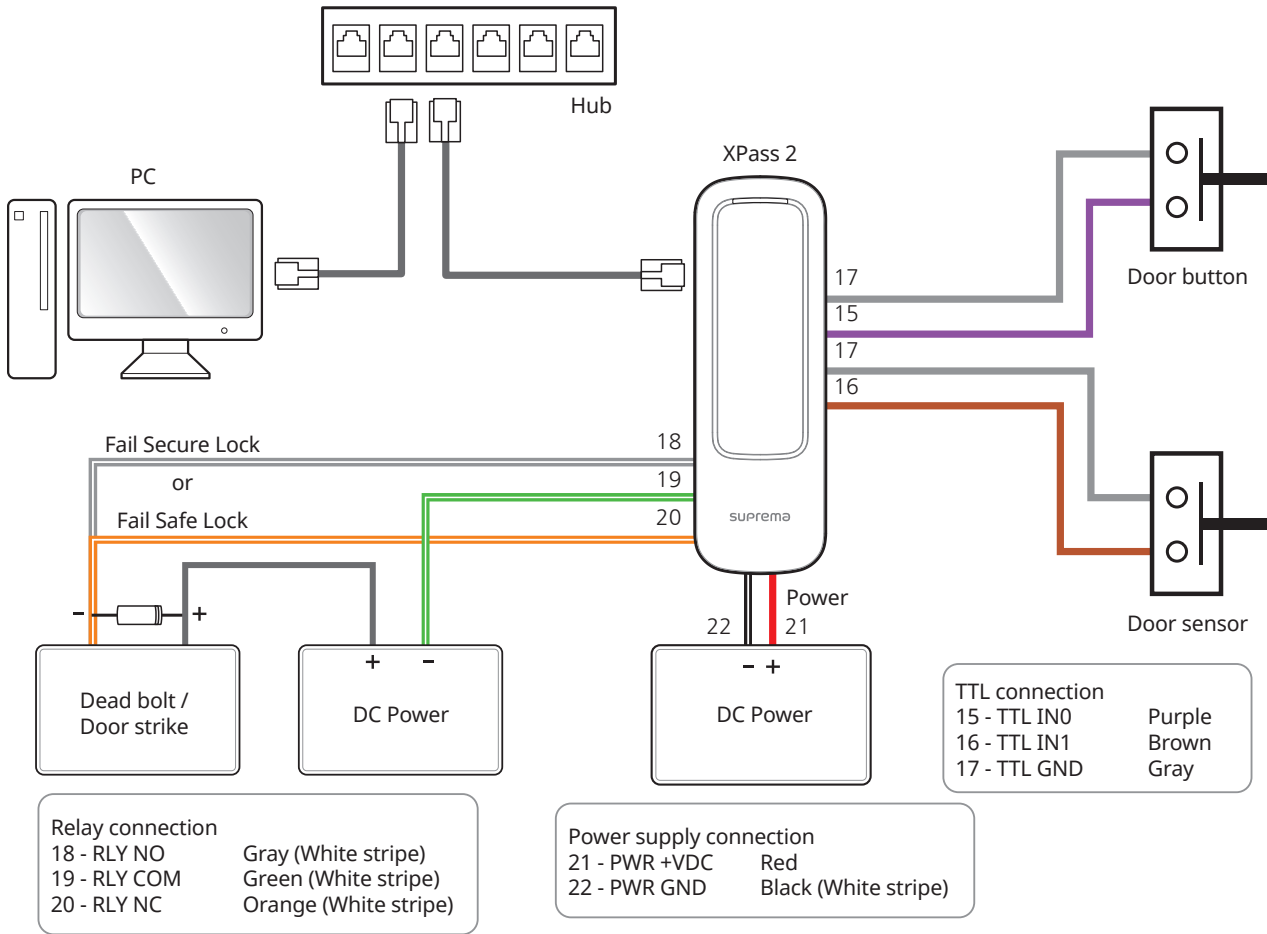 Hub
XPass 2
PC
Door button
17
15
17
16
Fail Secure Lock
18
or
19
Fail Safe Lock
20
suprema
Power
22
21
- +
+ -
- +
Door sensor
Dead bolt /
Door strike
DC Power
DC Power
TTL connection
15 - TTL IN0 Purple
16 - TTL IN1 Brown
17 - TTL GND Gray
Relay connection
18 - RLY NO Gray (White stripe)
19 - RLY COM Green (White stripe)
20 - RLY NC Orange (White stripe)
Power supply connection
21 - PWR +VDC Red
22 - PWR GND Black (White stripe)